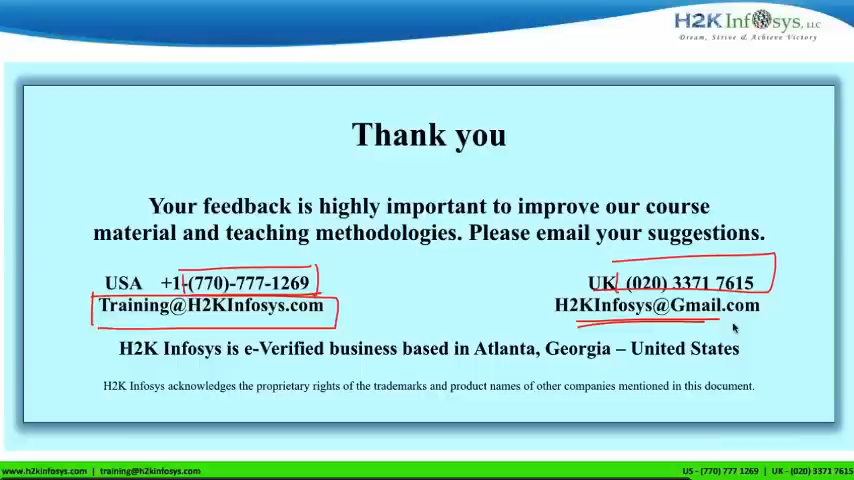 H2K Infosys, LLC
Dream, Strive & Achieve Victory
Thank you
Your feedback is highly important to improve our course
material and teaching methodologies. Please email your suggestions.
USA +1-(770)-777-1269
UK (020) 3371 7615
Training@H2KInfosys.com
H2KInfosys@Gmail.com
H2K Infosys is e-Verified business based in Atlanta, Georgia – United States
H2K Infosys acknowledges the proprietary rights of the trademarks and product names of other companies mentioned in this document.
www.h2kinfosys.com | training@h2kinfosys.com
US - (770) 777 1269 | UK - (020) 3371 7615